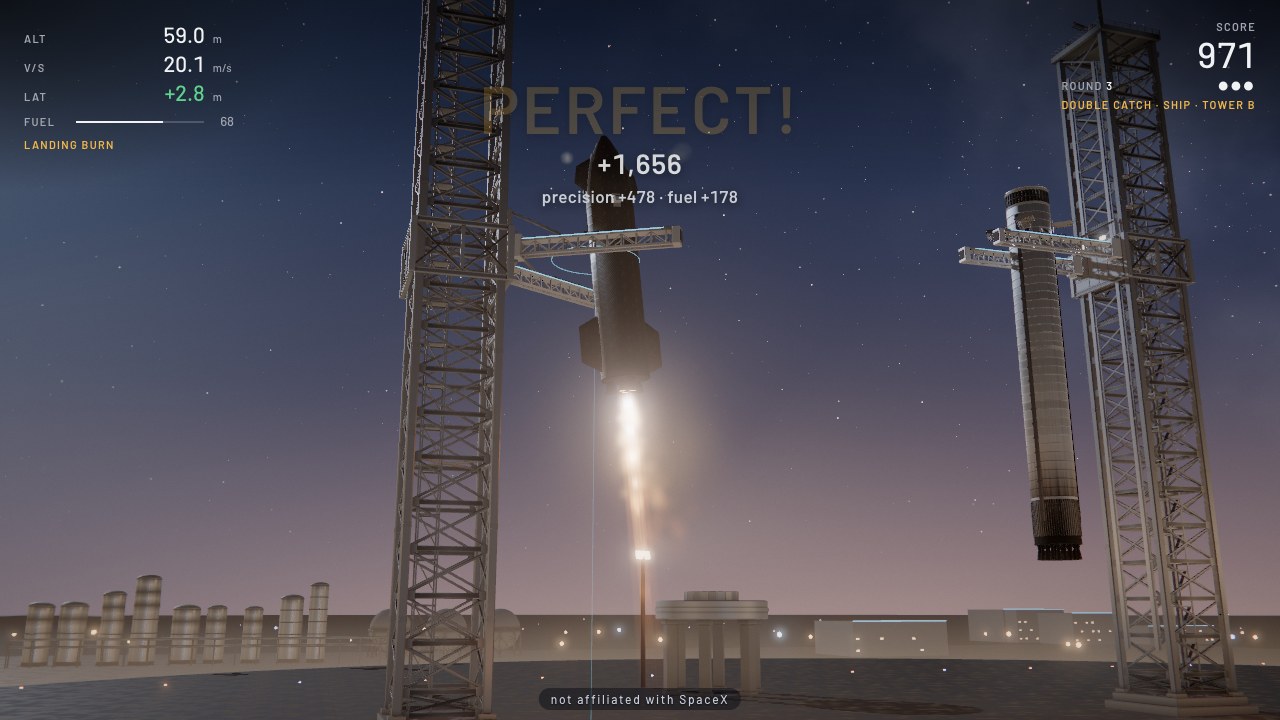 ALT 59.0 m
V/S 20.1 m/s
LAT +2.8 m
FUEL 68
LANDING BURN
PERFECT!
+1,656
precision +478 · fuel +178
SCORE
971
ROUND 3
DOUBLE CATCH · SHIP · TOWER B
not affiliated with SpaceX